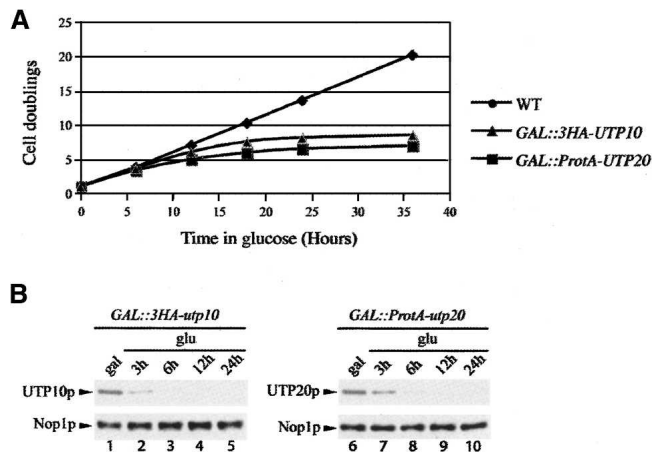 A
25
20
15
10
5
0
Cell doublings
0 5 10 15 20 25 30 35 40
Time in glucose (Hours)
WT
GAL::3HA-UTP10
GAL::ProtA-UTP20
B
GAL::3HA-utp10
glu
gal 3h 6h 12h 24h
UTP10p
Nop1p
1 2 3 4 5
GAL::ProtA-utp20
glu
gal 3h 6h 12h 24h
UTP20p
Nop1p
6 7 8 9 10